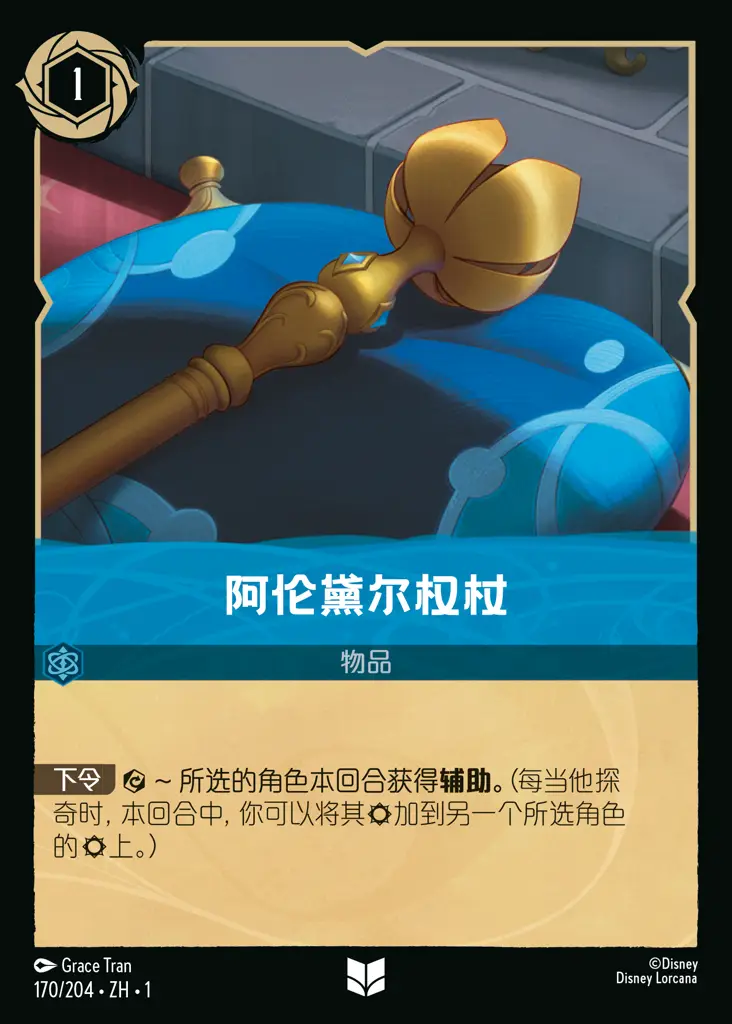 1
阿伦黛尔权杖
物品
下令 ~ 所选的角色本回合获得辅助。(每当他探
奇时, 本回合中, 你可以将其加到另一个所选角色
的上。)
Grace Tran
©Disney
170/204 • ZH • 1
Disney Lorcana